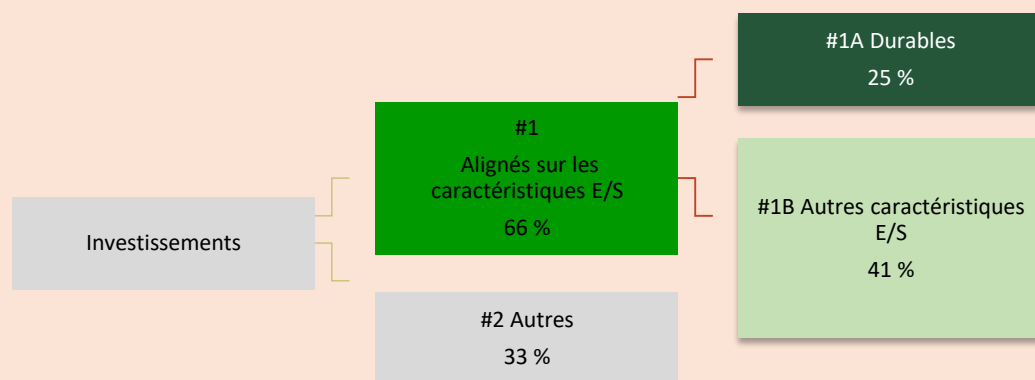 Investissements
#1
Alignés sur les
caractéristiques E/S
66 %
#2 Autres
33 %
#1A Durables
25 %
#1B Autres caractéristiques
E/S
41 %